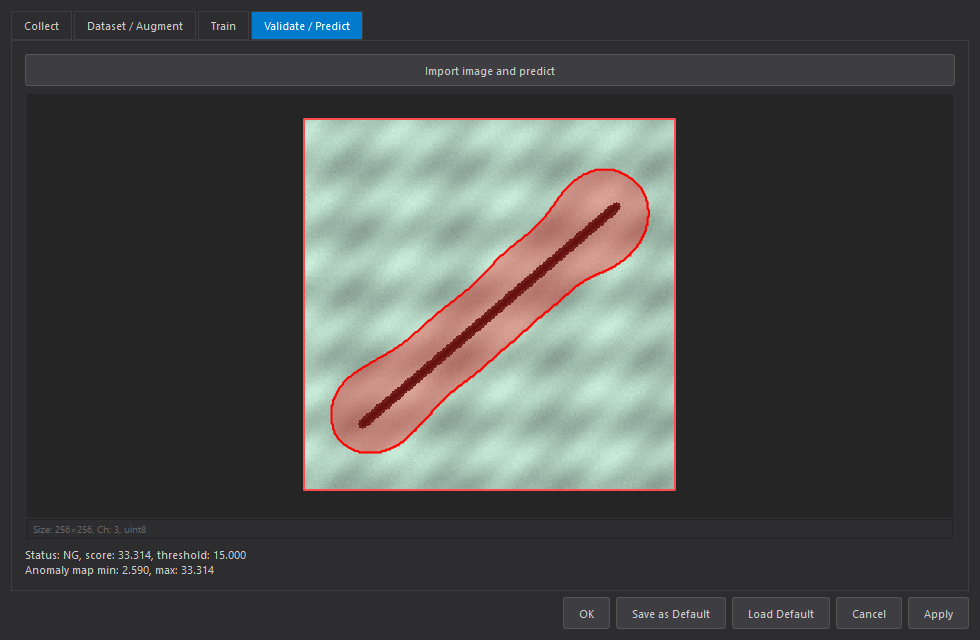 Collect
Dataset / Augment
Train
Validate / Predict
Import image and predict
Size: 256×256, Ch: 3, uint8
Status: NG, score: 33.314, threshold: 15.000
Anomaly map min: 2.590, max: 33.314
OK
Save as Default
Load Default
Cancel
Apply